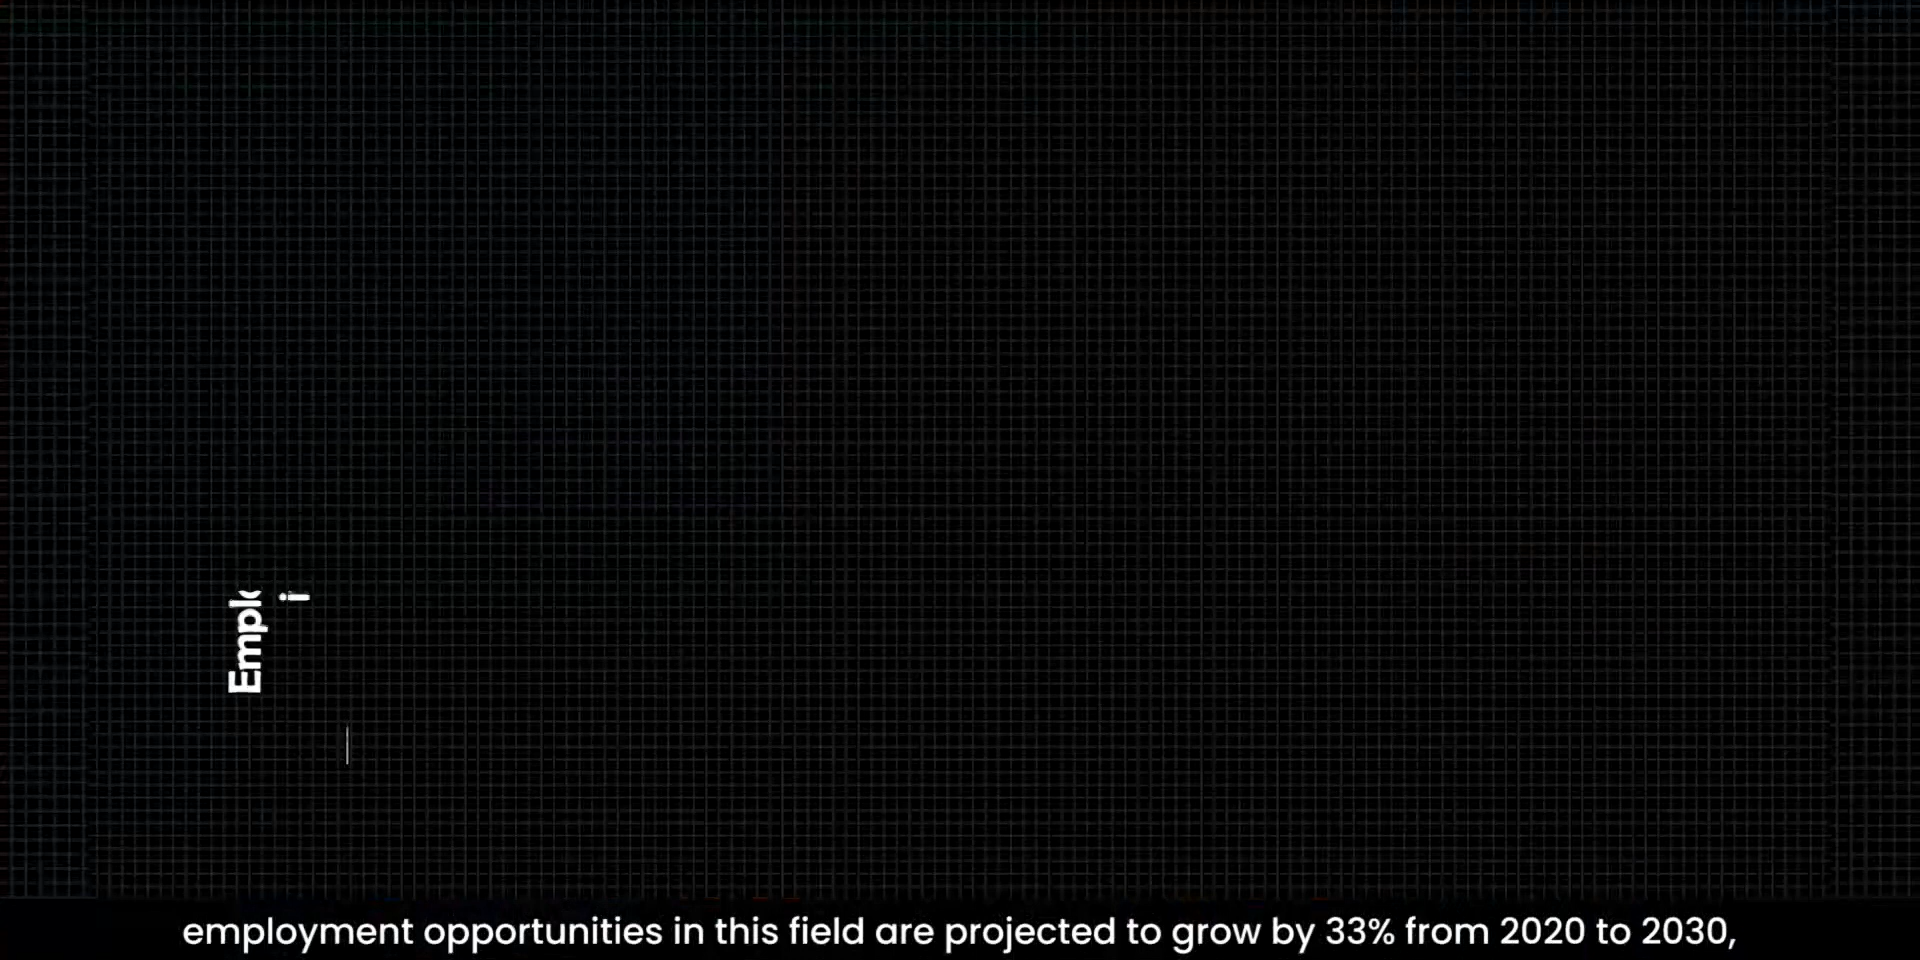 Empl
i
employment opportunities in this field are projected to grow by 33% from 2020 to 2030,